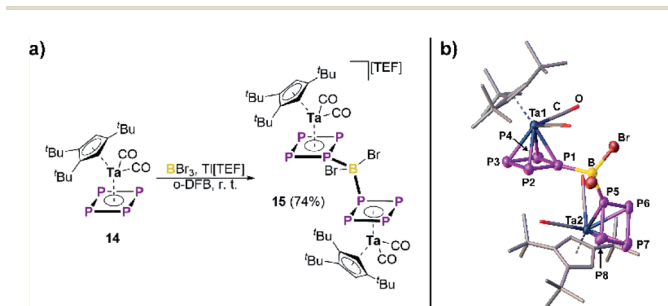 a)
][TEF]
tBu
tBu
tBu
Ta
CO
CO
P
P
P
P
14
BBr3, Tl[TEF]
o-DFB, r. t.
tBu
tBu
tBu
Ta
CO
CO
P
P
P
P
Br
Br
B
15 (74%)
P
P
P
P
Ta
CO
CO
tBu
tBu
tBu
b)
Ta1
C
O
Br
P4
P3
P1
B
P2
P5
P6
Ta2
P7
P8